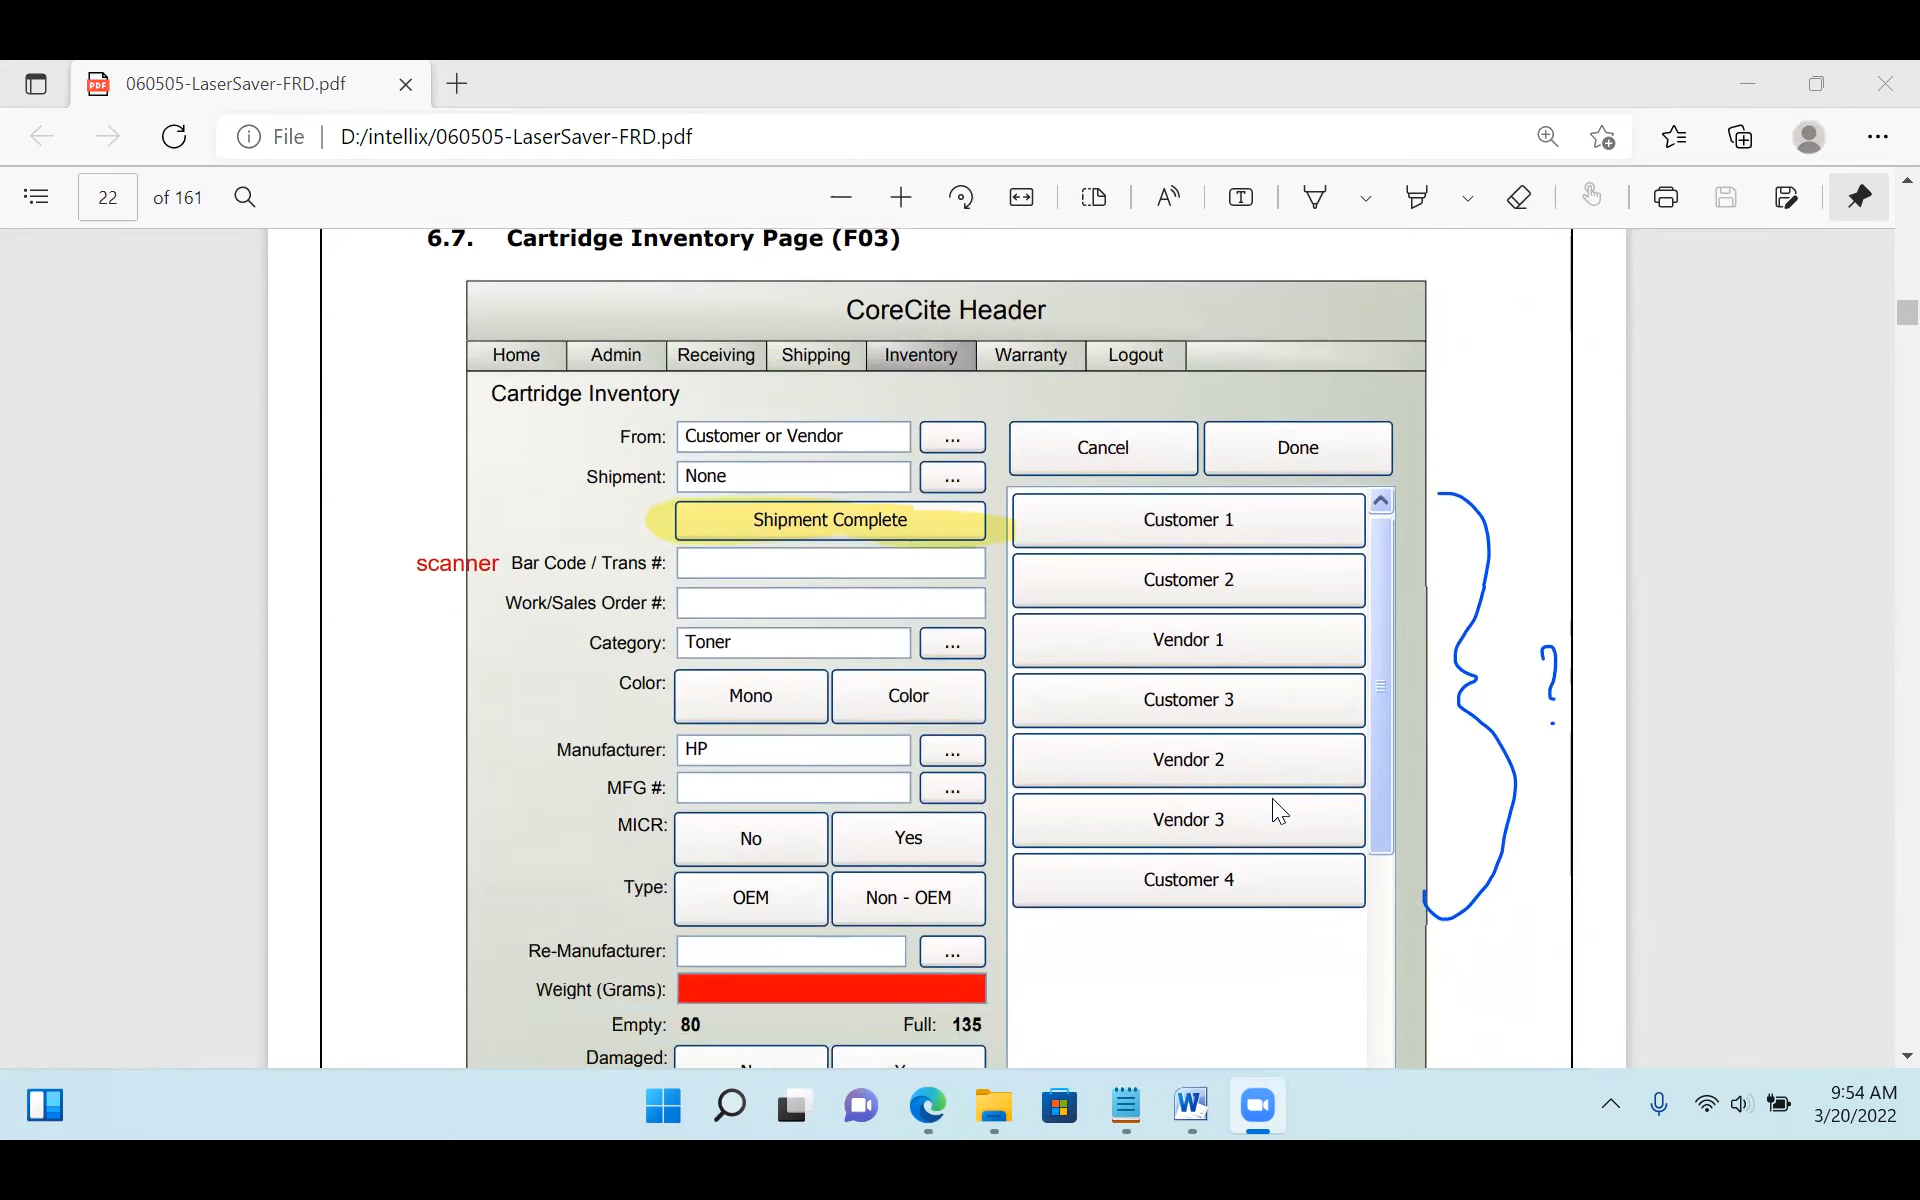 060505-LaserSaver-FRD.pdf
File D:/intellix/060505-LaserSaver-FRD.pdf
22 of 161
6.7. Cartridge Inventory Page (F03)
CoreCite Header
Home Admin Receiving Shipping Inventory Warranty Logout
Cartridge Inventory
From: Customer or Vendor ... Cancel Done
Shipment: None ...
Shipment Complete Customer 1
scanner Bar Code / Trans #:
Customer 2
Work/Sales Order #:
Category: Toner ... Vendor 1
Color: Mono Color Customer 3
Manufacturer: HP ... Vendor 2
MFG #: ...
MICR: No Yes Vendor 3
Type: OEM Non - OEM Customer 4
Re-Manufacturer: ...
Weight (Grams):
Empty: 80 Full: 135
Damaged:
?
9:54 AM
3/20/2022